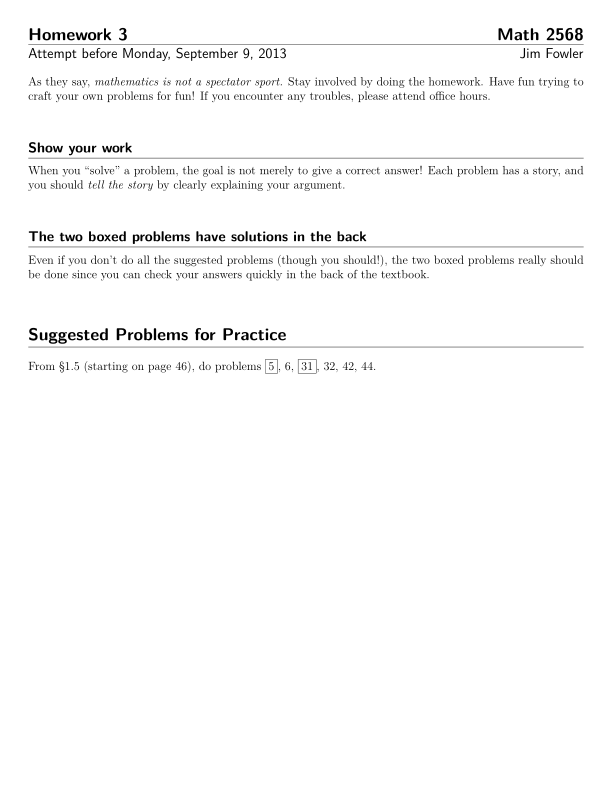 Homework 3 Math 2568
Attempt before Monday, September 9, 2013 Jim Fowler
As they say, mathematics is not a spectator sport. Stay involved by doing the homework. Have fun trying to
craft your own problems for fun! If you encounter any troubles, please attend office hours.
Show your work
When you “solve” a problem, the goal is not merely to give a correct answer! Each problem has a story, and
you should tell the story by clearly explaining your argument.
The two boxed problems have solutions in the back
Even if you don’t do all the suggested problems (though you should!), the two boxed problems really should
be done since you can check your answers quickly in the back of the textbook.
Suggested Problems for Practice
From §1.5 (starting on page 46), do problems 5, 6, 31, 32, 42, 44.